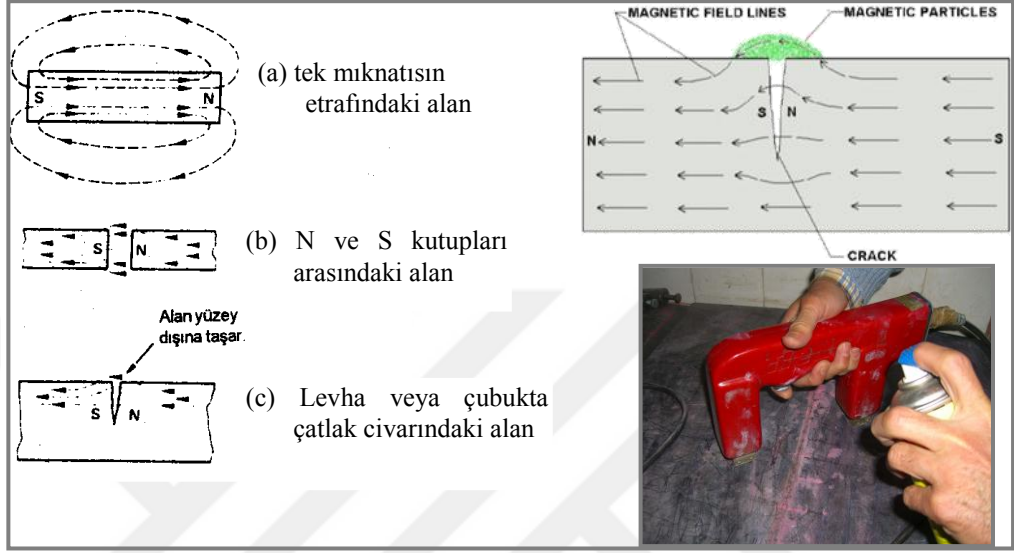 S N
(a) tek mıknatısın
etrafındaki alan
S N
(b) N ve S kutupları
arasındaki alan
Alan yüzey
dışına taşar.
S N
(c) Levha veya çubukta
çatlak civarındaki alan
MAGNETIC FIELD LINES
MAGNETIC PARTICLES
S N
N S
CRACK